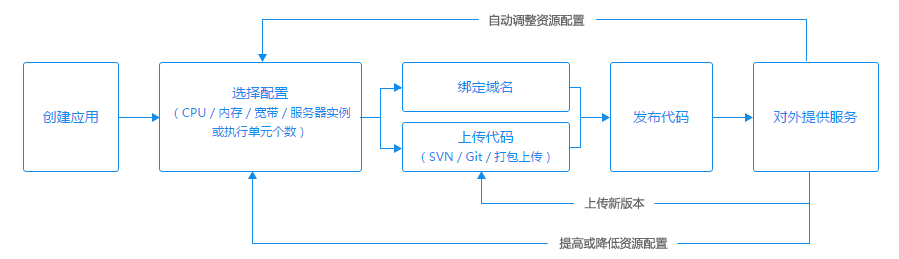 自动调整资源配置
创建应用
选择配置
（CPU / 内存 / 宽带 / 服务器实例
或执行单元个数）
绑定域名
上传代码
（SVN / Git / 打包上传）
发布代码
对外提供服务
上传新版本
提高或降低资源配置